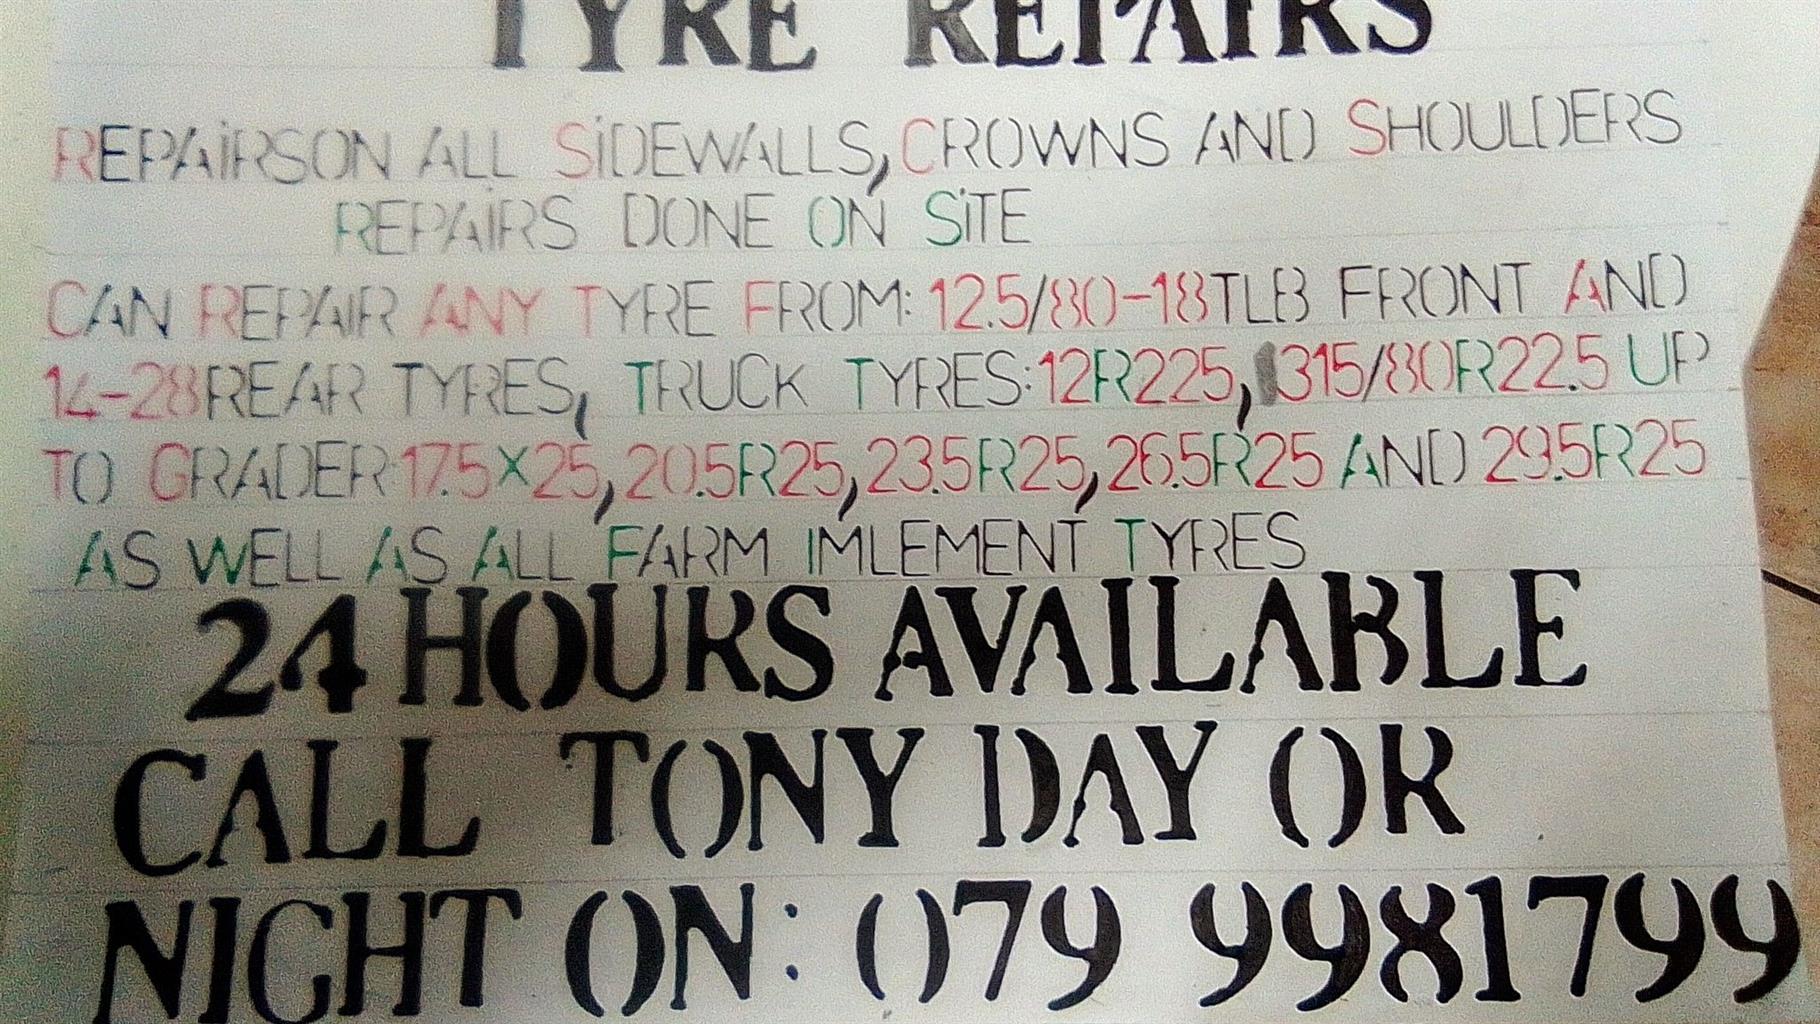 TYRE REPAIRS
REPAiRSON ALL SiDEWALLS, CROWNS AND SHOULDERS
REPAiRS DONE ON SiTE
CAN REPAIR ANY TYRE FROM: 12.5/80-18TLB FRONT AND
14-28REAR TYRES, TRUCK TYRES:12R225, 315/80R22.5 UP
TO GRADER:17.5X25, 20.5R25, 23.5R25, 26.5R25 AND 29.5R25
AS WELL AS ALL FARM IMLEMENT TYRES
24 HOURS AVAILABLE
CALL TONY DAY OR
NIGHT ON: 079 9981799